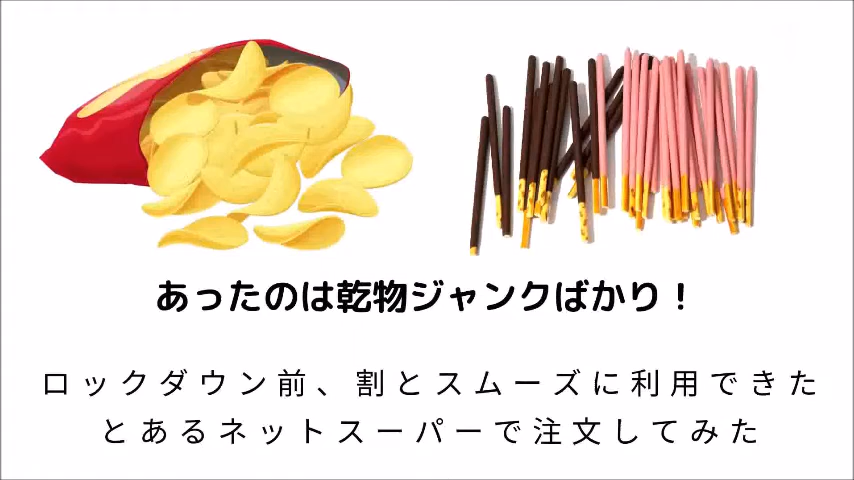 あったのは乾物ジャンクばかり！
ロックダウン前、割とスムーズに利用できた
とあるネットスーパーで注文してみた